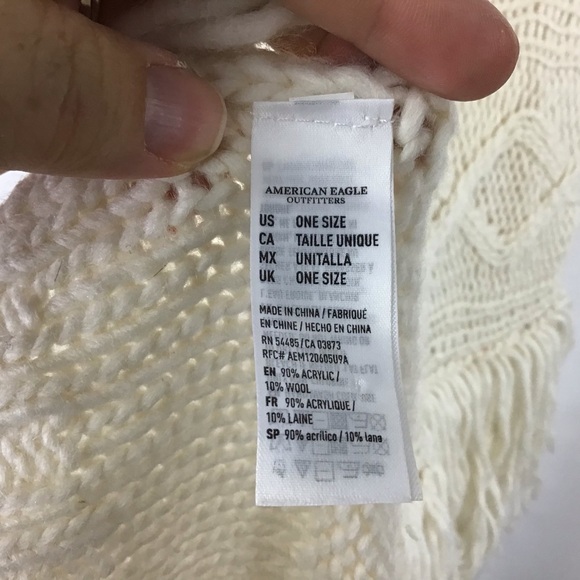 AMERICAN EAGLE
OUTFITTERS
US ONE SIZE
CA TAILLE UNIQUE
MX UNITALLA
UK ONE SIZE
MADE IN CHINA / FABRIQUÉ
EN CHINE / HECHO EN CHINA
RN 54485/CA 03873
RFC# AEM120605U9A
EN 90% ACRYLIC /
10% WOOL
FR 90% ACRYLIQUE /
10% LAINE
SP 90% acrílico / 10% lana